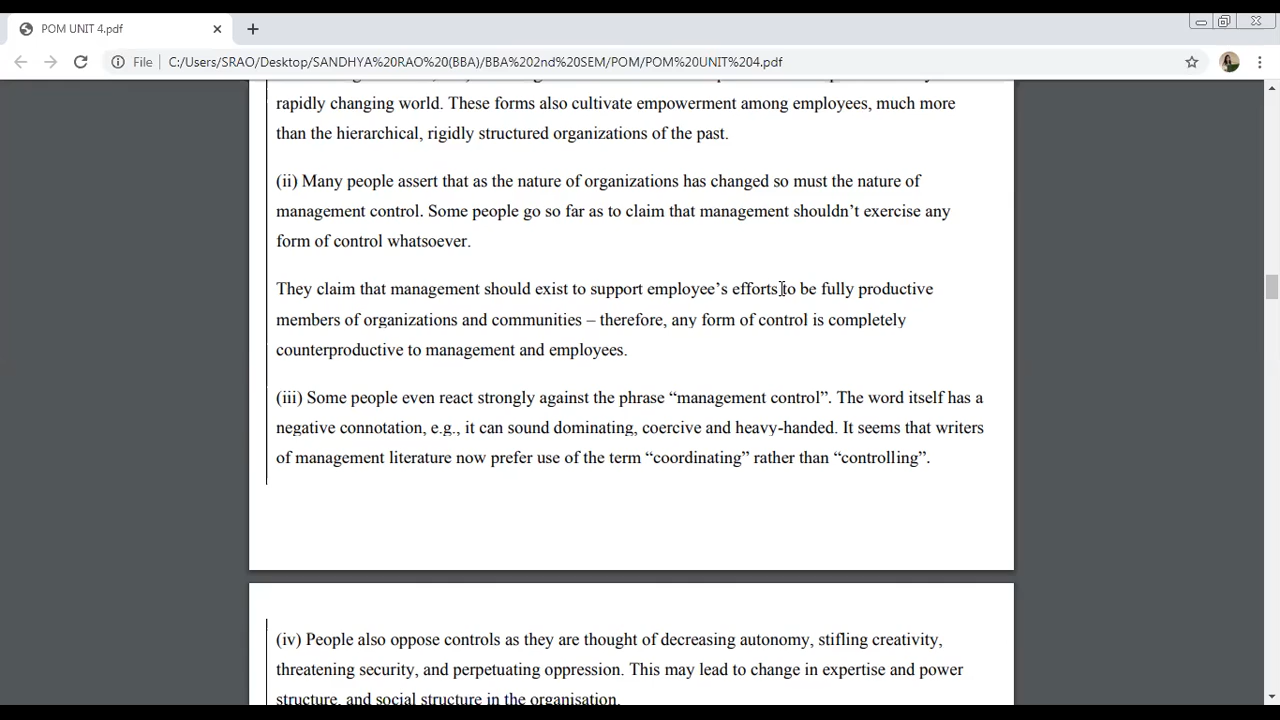 POM UNIT 4.pdf
File
C:/Users/SRAO/Desktop/SANDHYA%20RAO%20(BBA)/BBA%202nd%20SEM/POM/POM%20UNIT%204.pdf
rapidly changing world. These forms also cultivate empowerment among employees, much more
than the hierarchical, rigidly structured organizations of the past.
(ii) Many people assert that as the nature of organizations has changed so must the nature of
management control. Some people go so far as to claim that management shouldn’t exercise any
form of control whatsoever.
They claim that management should exist to support employee’s efforts to be fully productive
members of organizations and communities – therefore, any form of control is completely
counterproductive to management and employees.
(iii) Some people even react strongly against the phrase “management control”. The word itself has a
negative connotation, e.g., it can sound dominating, coercive and heavy-handed. It seems that writers
of management literature now prefer use of the term “coordinating” rather than “controlling”.
(iv) People also oppose controls as they are thought of decreasing autonomy, stifling creativity,
threatening security, and perpetuating oppression. This may lead to change in expertise and power
structure, and social structure in the organisation.